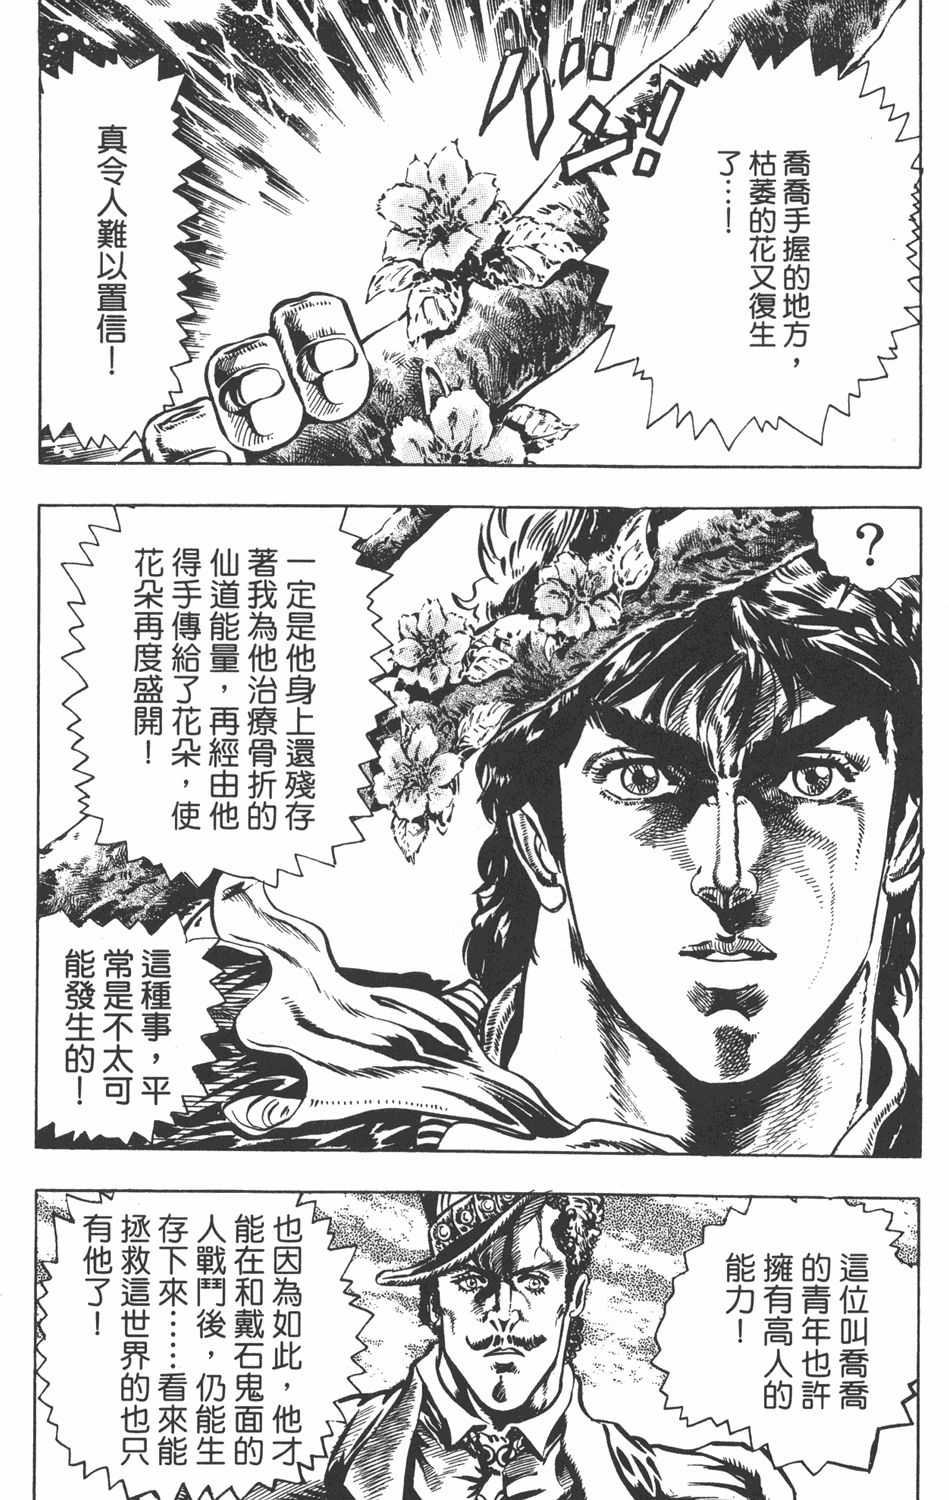 喬喬手握的地方，
枯萎的花又復生
了…！
バーン！
真令人難以置信！
？
一定是他身上還殘存
著我為他治療骨折的
仙道能量，再經由他
得手傳給了花朵，使
花朵再度盛開！
這種事，平
常是不太可
能發生的！
這位叫喬喬
的青年也許
擁有高人的
能力！
也因為如此，他才
能在和戴石鬼面的
人戰鬥後，仍能生
存下來……看來能
拯救這世界的也只
有他了！